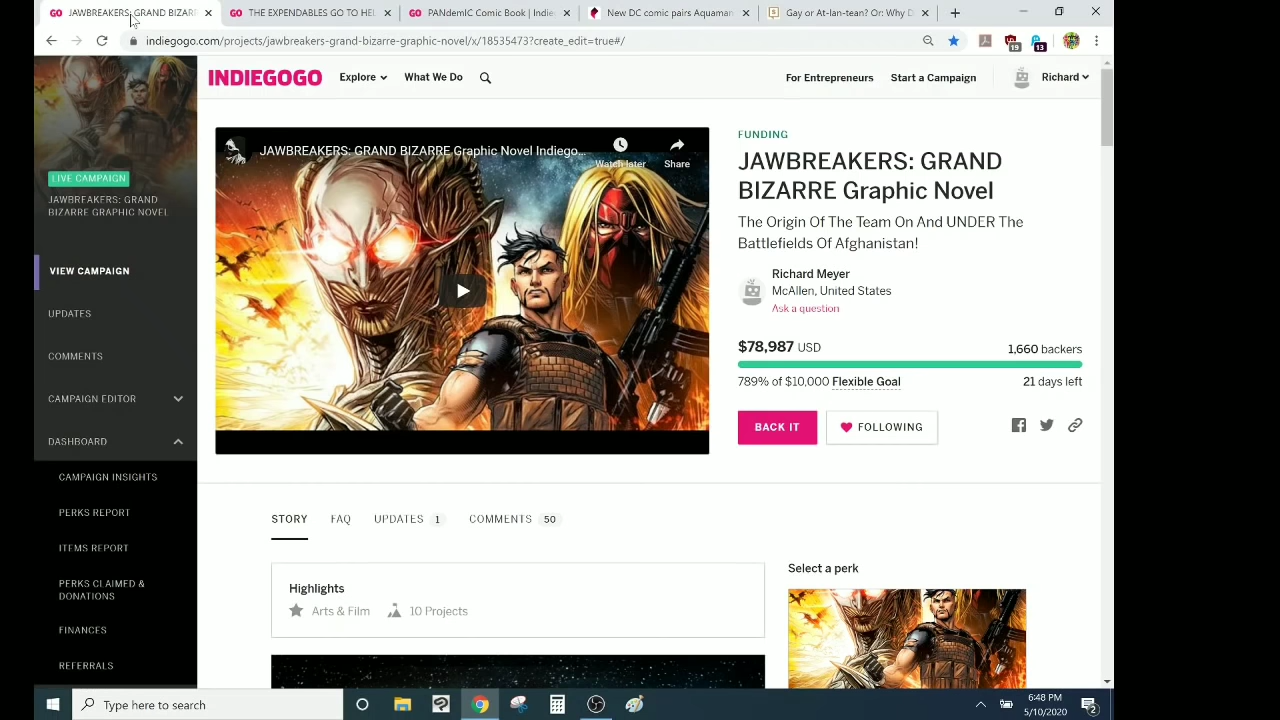 JAWBREAKERS: GRAND BIZAR
THE EXPENDABLES GO TO HEL
PANdemIC Comic Book | Indieg
New DC comic pairs Aquaman
Gay or At-lan-tean? Or: Why D
indiegogo.com/projects/jawbreakers-grand-bizarre-graphic-novel/x/18535473?create_edit=true#/
19
13
INDIEGOGO
Explore
What We Do
For Entrepreneurs
Start a Campaign
Richard
LIVE CAMPAIGN
JAWBREAKERS: GRAND
BIZARRE GRAPHIC NOVEL
VIEW CAMPAIGN
UPDATES
COMMENTS
CAMPAIGN EDITOR
DASHBOARD
CAMPAIGN INSIGHTS
PERKS REPORT
ITEMS REPORT
PERKS CLAIMED &
DONATIONS
FINANCES
REFERRALS
JAWBREAKERS: GRAND BIZARRE Graphic Novel Indiego...
Watch later
Share
FUNDING
JAWBREAKERS: GRAND
BIZARRE Graphic Novel
The Origin Of The Team On And UNDER The
Battlefields Of Afghanistan!
Richard Meyer
McAllen, United States
Ask a question
$78,987 USD
1,660 backers
789% of $10,000 Flexible Goal
21 days left
BACK IT
FOLLOWING
STORY
FAQ
UPDATES 1
COMMENTS 50
Highlights
Arts & Film
10 Projects
Select a perk
Type here to search
6:48 PM
5/10/2020
2